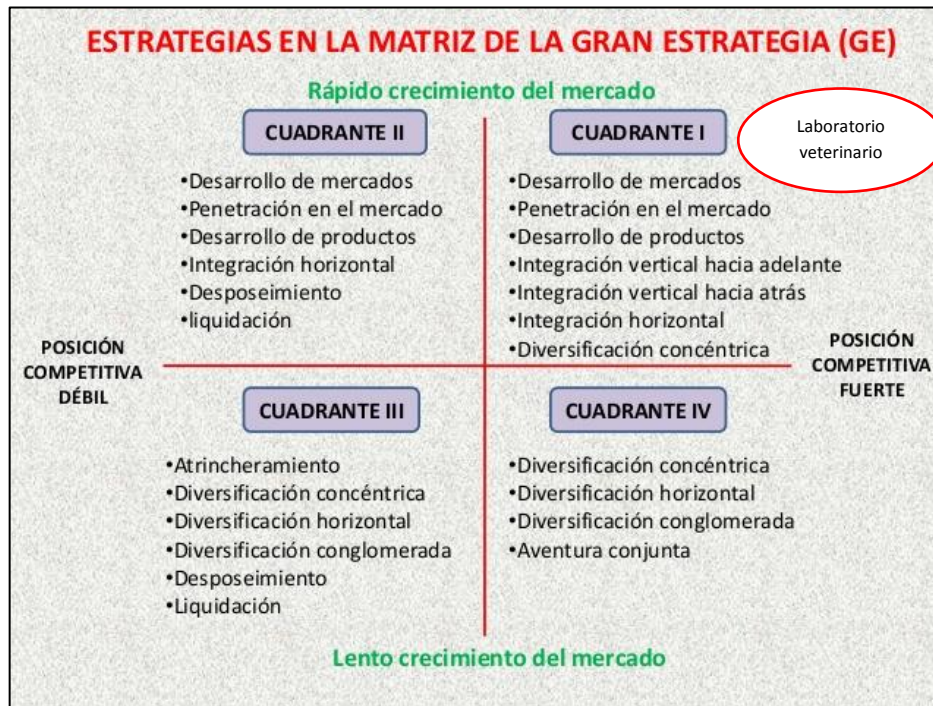 ESTRATEGIAS EN LA MATRIZ DE LA GRAN ESTRATEGIA (GE)
Rápido crecimiento del mercado
CUADRANTE II
•Desarrollo de mercados
•Penetración en el mercado
•Desarrollo de productos
•Integración horizontal
•Desposeimiento
•liquidación
CUADRANTE I
•Desarrollo de mercados
•Penetración en el mercado
•Desarrollo de productos
•Integración vertical hacia adelante
•Integración vertical hacia atrás
•Integración horizontal
•Diversificación concéntrica
Laboratorio
veterinario
POSICIÓN
COMPETITIVA
DÉBIL
POSICIÓN
COMPETITIVA
FUERTE
CUADRANTE III
•Atrincheramiento
•Diversificación concéntrica
•Diversificación horizontal
•Diversificación conglomerada
•Desposeimiento
•Liquidación
CUADRANTE IV
•Diversificación concéntrica
•Diversificación horizontal
•Diversificación conglomerada
•Aventura conjunta
Lento crecimiento del mercado